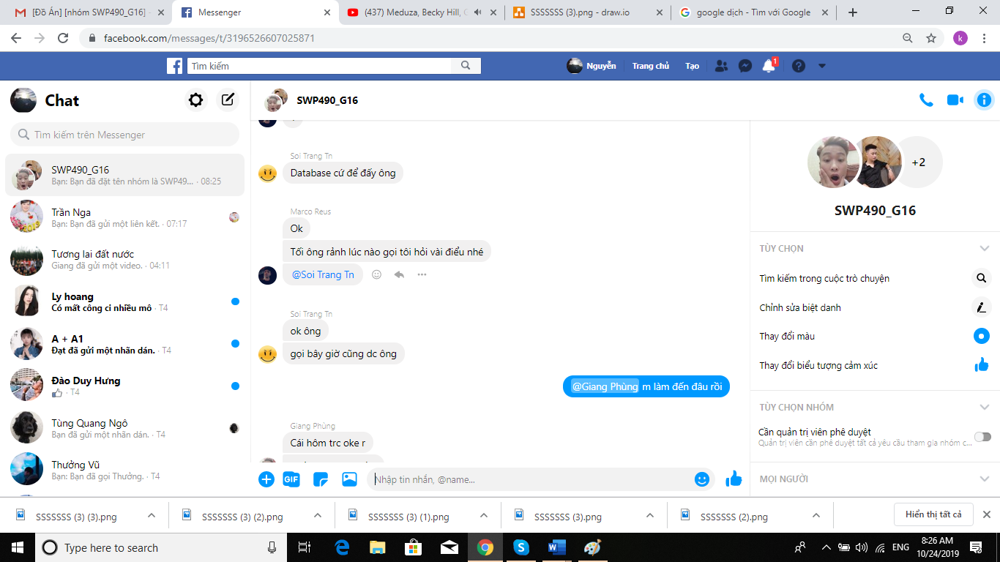 [Đồ Án] [nhóm SWP490_G16] -
Messenger
(437) Meduza, Becky Hill, G
SSSSSSS (3).png - draw.io
google dịch - Tìm với Google
facebook.com/messages/t/3196526607025871
k
Tìm kiếm
Nguyễn
Trang chủ
Tạo
1
Chat
SWP490_G16
Tìm kiếm trên Messenger
SWP490_G16
Bạn: Bạn đã đặt tên nhóm là SWP49... · 08:25
Trần Nga
Bạn: Bạn đã gửi một liên kết. · 07:17
Tương lai đất nước
Giang đã gửi một video. · 04:11
Ly hoang
Có mất công ci nhiều mô · T4
A + A1
Đạt đã gửi một nhãn dán. · T4
Đào Duy Hưng
· T4
Tùng Quang Ngô
Bạn đã gửi một nhãn dán. · T4
Thưởng Vũ
Bạn: Bạn đã gọi Thưởng. · T4
Soi Trang Tn
Database cứ để đấy ông
Marco Reus
Ok
Tối ông rảnh lúc nào gọi tôi hỏi vài điểu nhé
@Soi Trang Tn
Soi Trang Tn
ok ông
gọi bây giờ cũng dc ông
@Giang Phùng m làm đến đâu rồi
Giang Phùng
Cái hôm trc oke r
GIF
Nhập tin nhắn, @name...
+2
SWP490_G16
TÙY CHỌN
Tìm kiếm trong cuộc trò chuyện
Chỉnh sửa biệt danh
Thay đổi màu
Thay đổi biểu tượng cảm xúc
TÙY CHỌN NHÓM
Cần quản trị viên phê duyệt
Quản trị viên cần phê duyệt tất cả yêu cầu tham gia nhóm c...
MỌI NGƯỜI
SSSSSSS (3) (3).png
SSSSSSS (3) (2).png
SSSSSSS (3) (1).png
SSSSSSS (3).png
SSSSSSS (2).png
Hiển thị tất cả
Type here to search
ENG
8:26 AM
10/24/2019